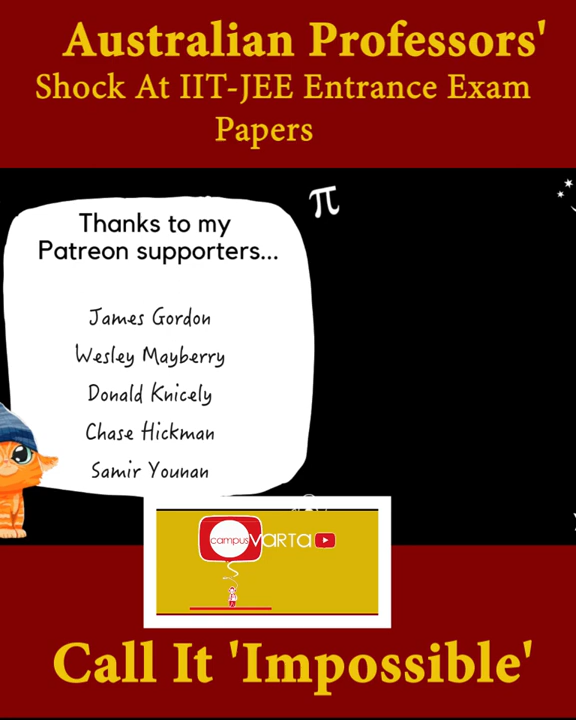 Australian Professors'
Shock At IIT-JEE Entrance Exam
Papers
π
Thanks to my
Patreon supporters...
James Gordon
Wesley Mayberry
Donald Knicely
Chase Hickman
Samir Younan
campus VARTA
Call It 'Impossible'